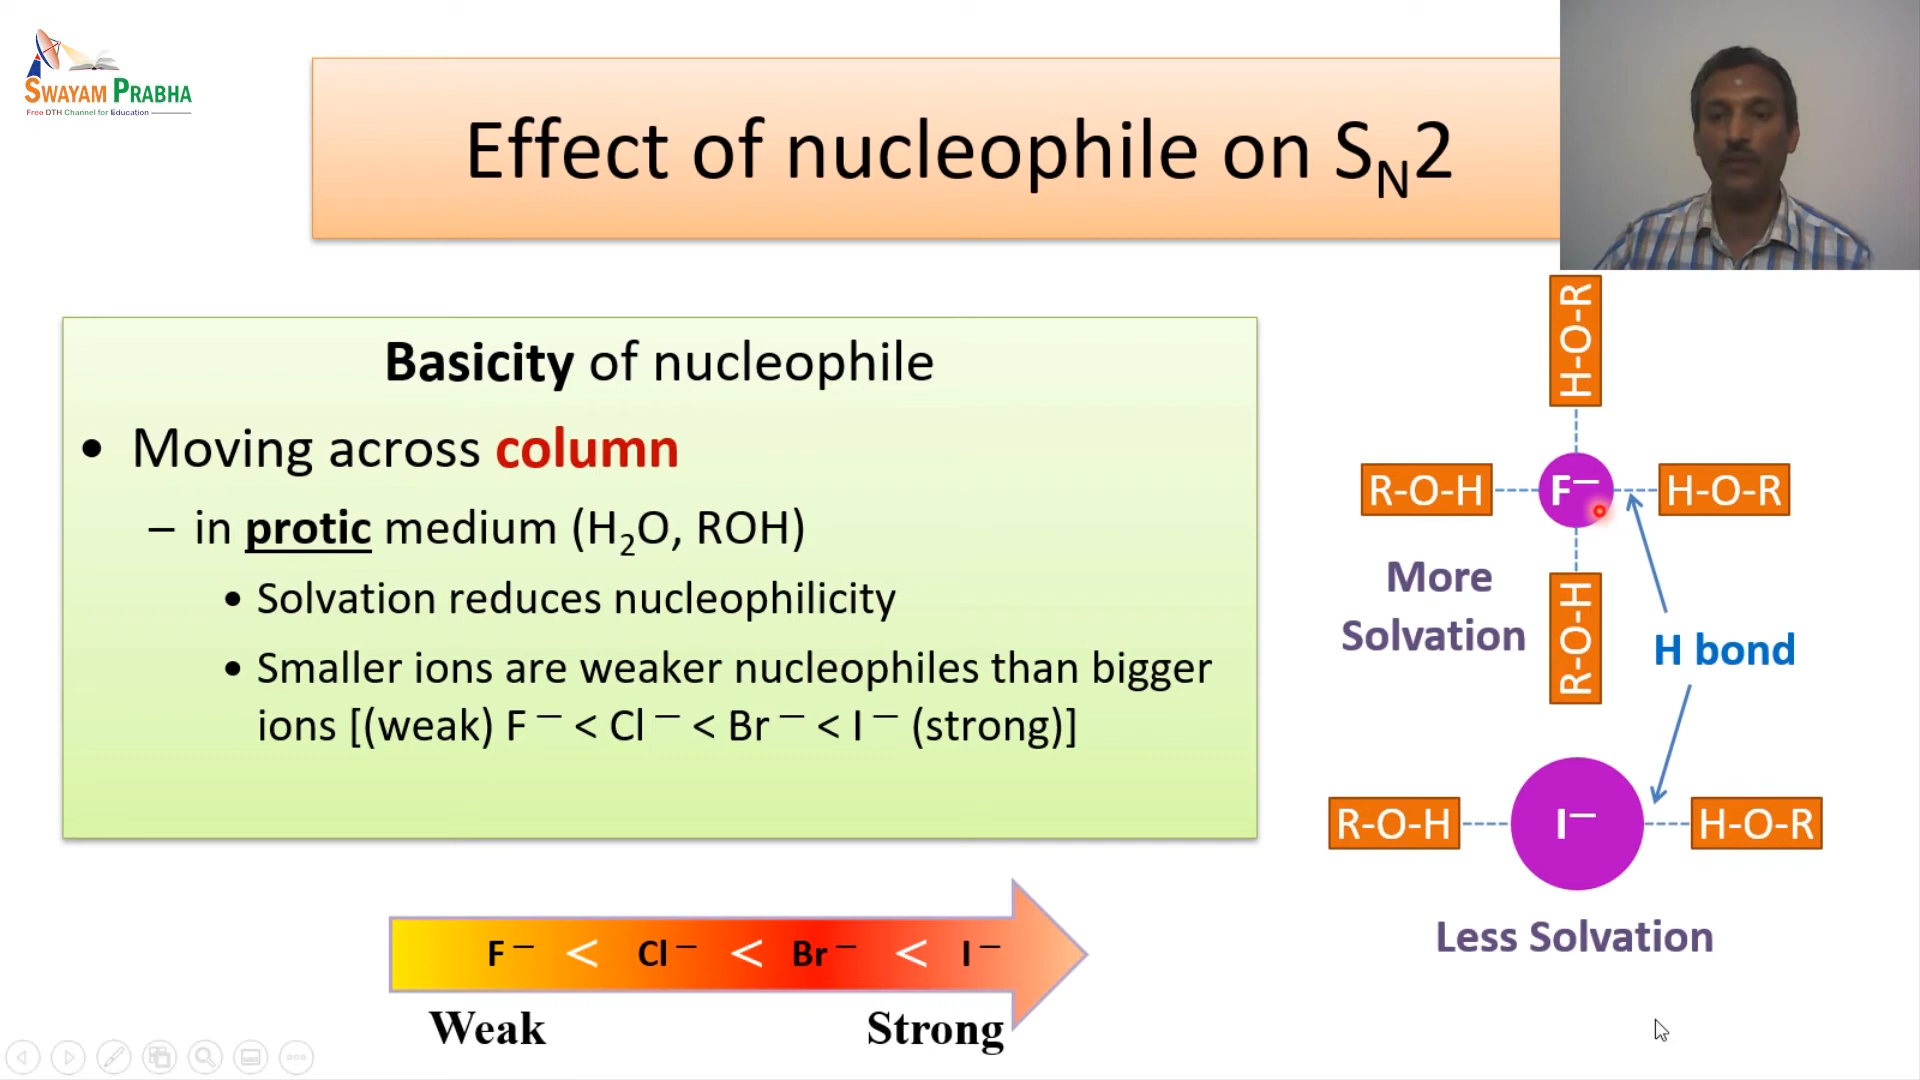 SWAYAM PRABHA
Free DTH Channel for Education
Effect of nucleophile on SN2
Basicity of nucleophile
• Moving across column
– in protic medium (H2O, ROH)
• Solvation reduces nucleophilicity
• Smaller ions are weaker nucleophiles than bigger
ions [(weak) F – < Cl – < Br – < I – (strong)]
F – < Cl – < Br – < I –
Weak
Strong
H-O-R
R-O-H
F–
H-O-R
More
Solvation
R-O-H
H bond
R-O-H
I–
H-O-R
Less Solvation